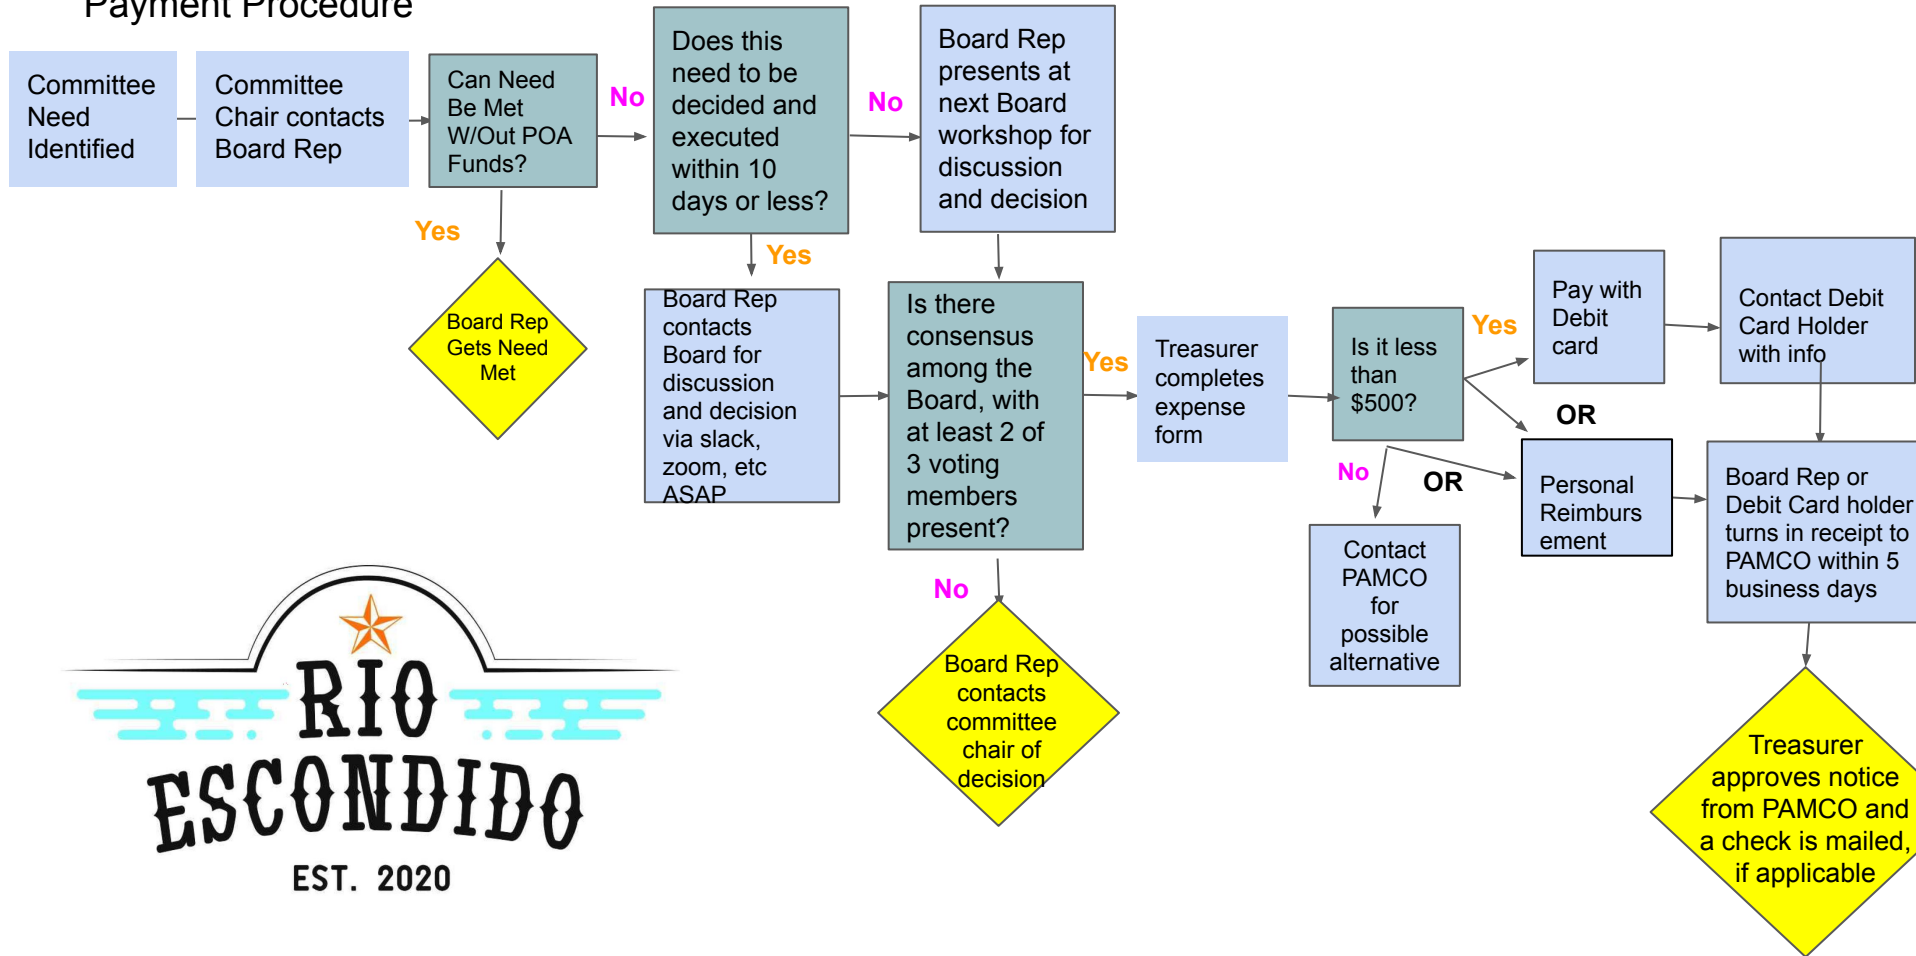 Payment Procedure
Committee
Need
Identified
Committee
Chair contacts
Board Rep
Can Need
Be Met
W/Out POA
Funds?
No
Yes
Board Rep
Gets Need
Met
Does this
need to be
decided and
executed
within 10
days or less?
No
Yes
Board Rep
presents at
next Board
workshop for
discussion
and decision
Board Rep
contacts
Board for
discussion
and decision
via slack,
zoom, etc
ASAP
Is there
consensus
among the
Board, with
at least 2 of
3 voting
members
present?
Yes
No
Board Rep
contacts
committee
chair of
decision
Treasurer
completes
expense
form
Is it less
than
$500?
Yes
OR
No
OR
Pay with
Debit
card
Contact Debit
Card Holder
with info
Personal
Reimburs
ement
Contact
PAMCO
for
possible
alternative
Board Rep or
Debit Card holder
turns in receipt to
PAMCO within 5
business days
Treasurer
approves notice
from PAMCO and
a check is mailed,
if applicable
RIO
ESCONDIDO
EST. 2020